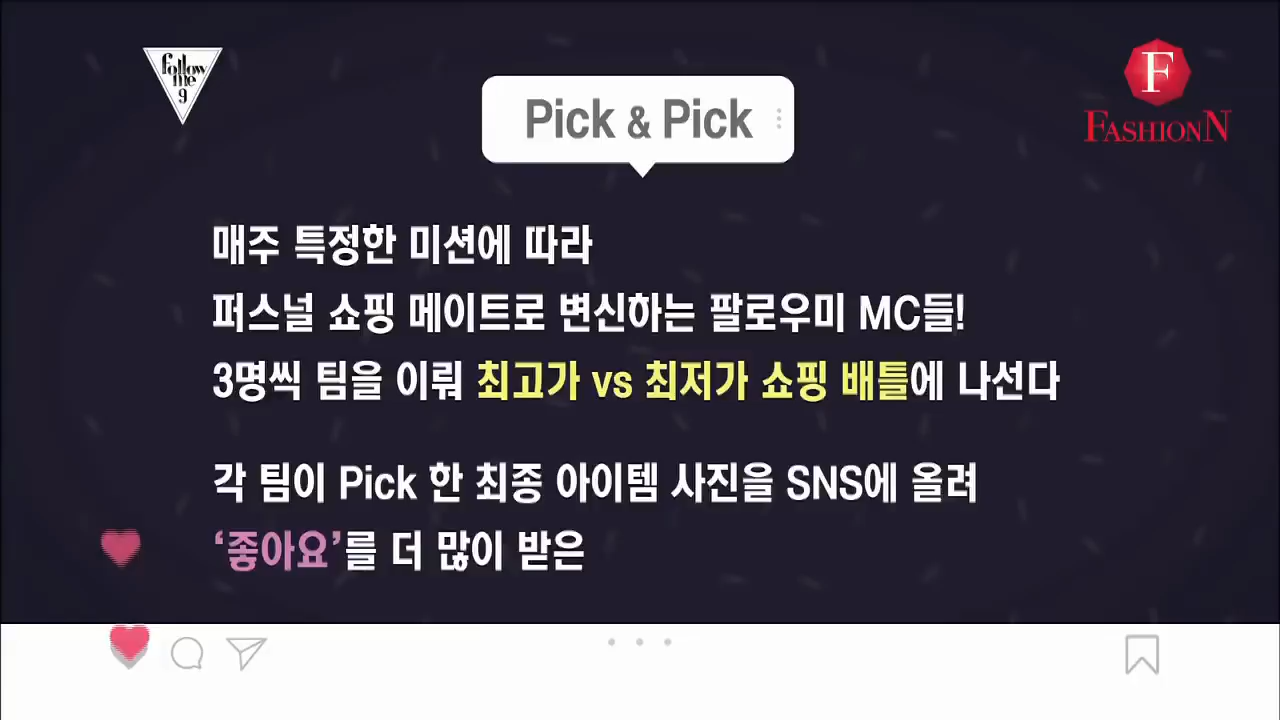 follow
me
9
F
FASHIONN
Pick & Pick
매주 특정한 미션에 따라
퍼스널 쇼핑 메이트로 변신하는 팔로우미 MC들!
3명씩 팀을 이뤄 최고가 vs 최저가 쇼핑 배틀에 나선다
각 팀이 Pick 한 최종 아이템 사진을 SNS에 올려
‘좋아요’를 더 많이 받은